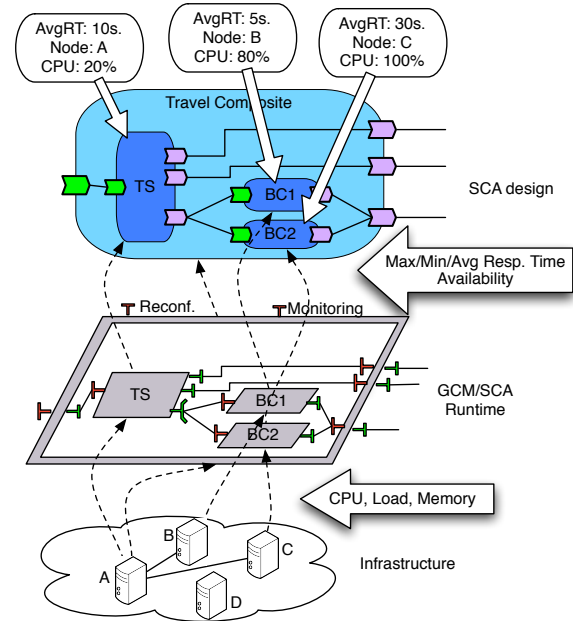 AvgRT: 10s.
Node: A
CPU: 20%
AvgRT: 5s.
Node: B
CPU: 80%
AvgRT: 30s.
Node: C
CPU: 100%
Travel Composite
TS
BC1
BC2
SCA design
Max/Min/Avg Resp. Time
Availability
Reconf.
Monitoring
TS
BC1
BC2
GCM/SCA
Runtime
CPU, Load, Memory
B
C
A
D
Infrastructure